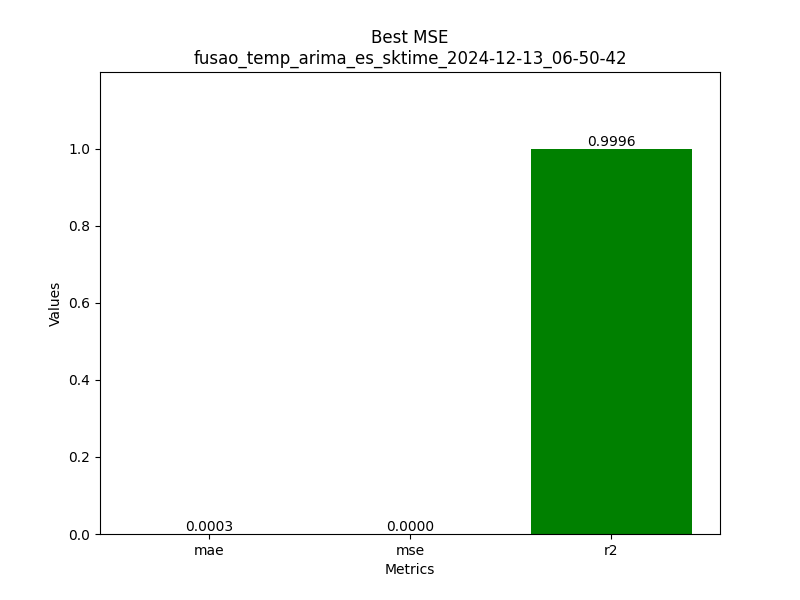 Best MSE
fusao_temp_arima_es_sktime_2024-12-13_06-50-42
Values
1.0
0.8
0.6
0.4
0.2
0.0
0.0003
0.0000
0.9996
mae
mse
r2
Metrics